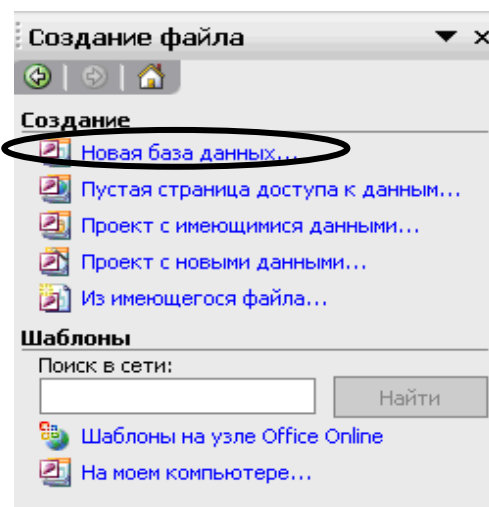 Создание файла
Создание
Новая база данных...
Пустая страница доступа к данным...
Проект с имеющимися данными...
Проект с новыми данными...
Из имеющегося файла...
Шаблоны
Поиск в сети:
Найти
Шаблоны на узле Office Online
На моем компьютере...